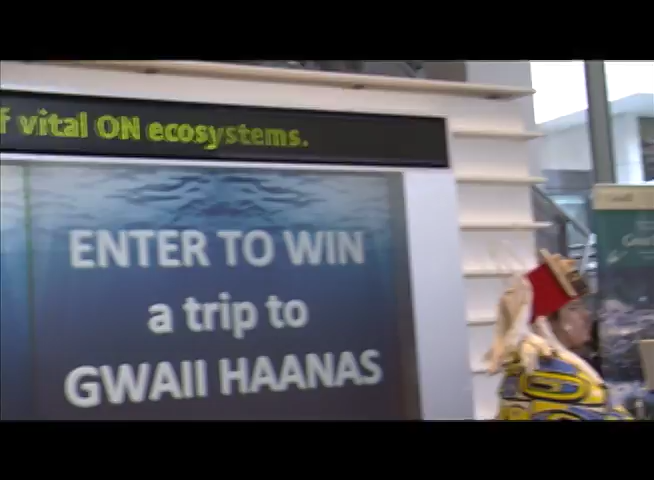 vital ON ecosystems.
ENTER TO WIN
a trip to
GWAII HAANAS